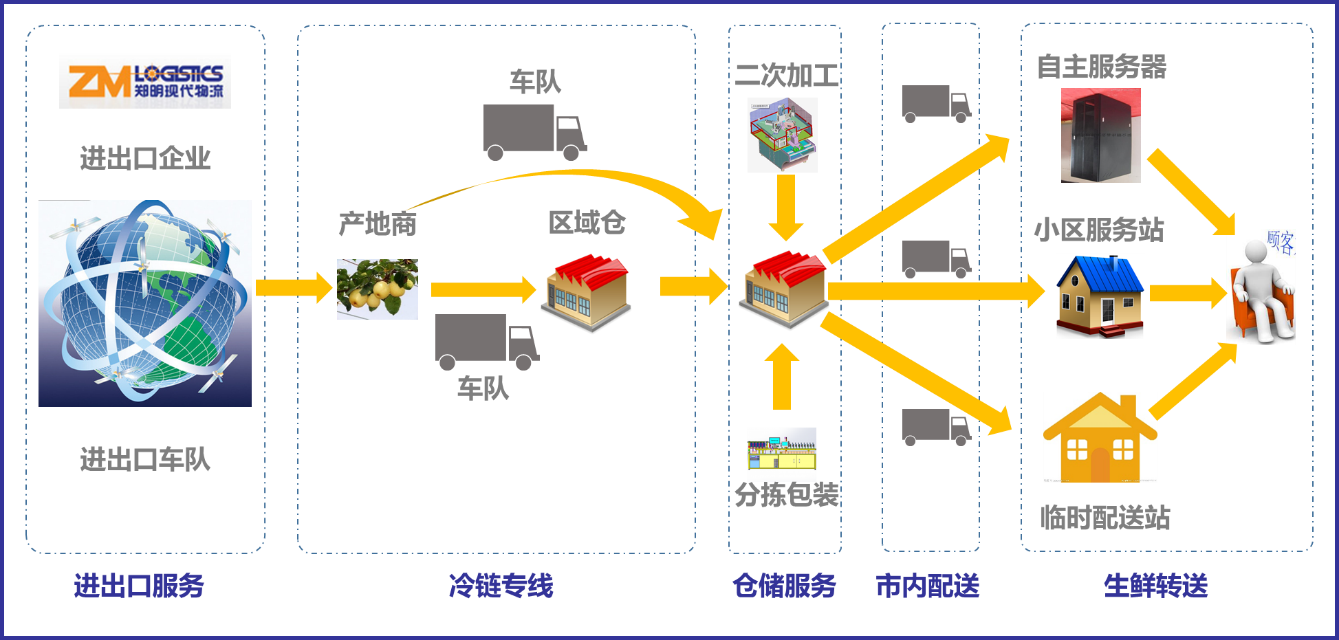 ZM LOGISTICS
郑明现代物流
进出口企业
进出口车队
进出口服务
车队
产地商
区域仓
车队
冷链专线
二次加工
分拣包装
仓储服务
市内配送
自主服务器
小区服务站
顾客
临时配送站
生鲜转送